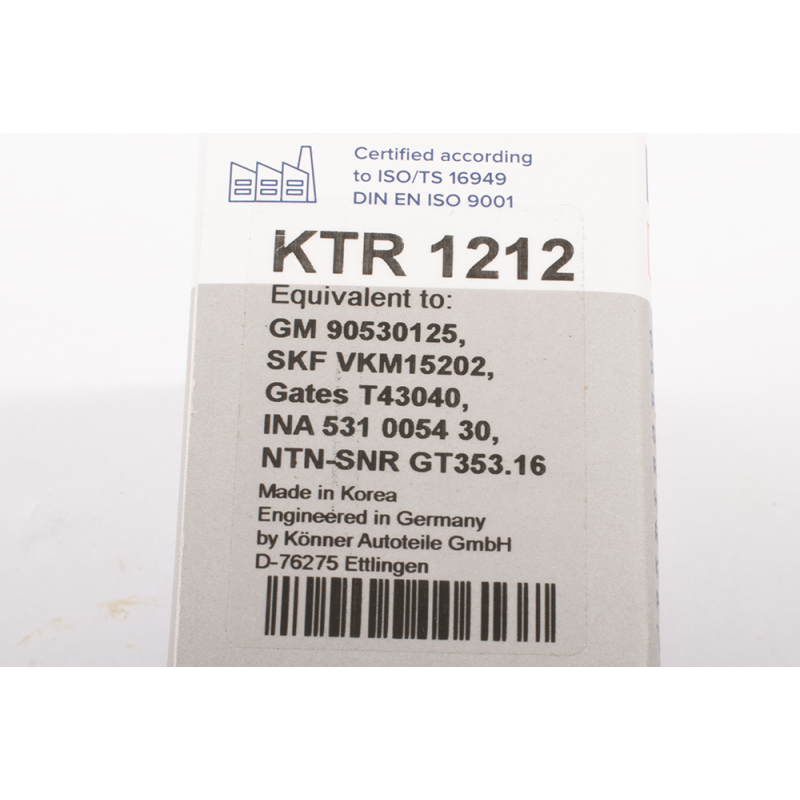 Certified according
to ISO/TS 16949
DIN EN ISO 9001
KTR 1212
Equivalent to:
GM 90530125,
SKF VKM15202,
Gates T43040,
INA 531 0054 30,
NTN-SNR GT353.16
Made in Korea
Engineered in Germany
by Könner Autoteile GmbH
D-76275 Ettlingen